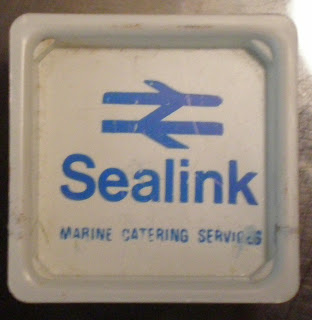 Sealink
MARINE CATERING SERVICES